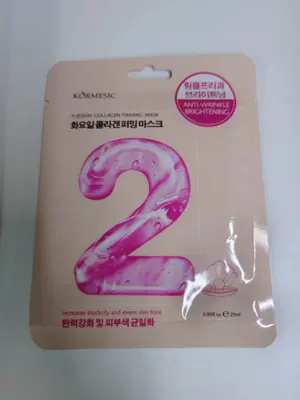 KOSMESIC
TUESDAY COLLAGEN FIRMING MASK
화요일 콜라겐 퍼밍 마스크
링클프리과
브라이트닝
ANTI-WRINKLE
BRIGHTENING
2
Increases elasticity and evens skin tone
탄력강화 및 피부색 균일화
25ml